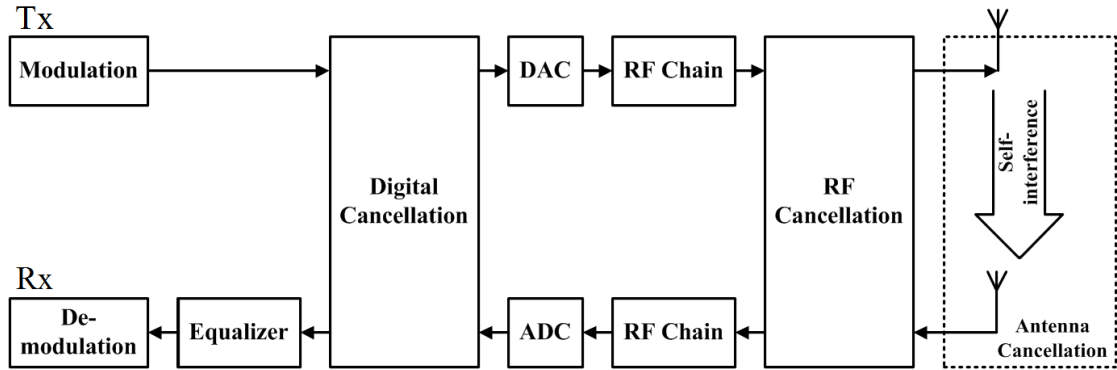 Tx
Modulation
Digital
Cancellation
DAC
RF Chain
RF
Cancellation
Self-
interference
Antenna
Cancellation
Rx
De-
modulation
Equalizer
ADC
RF Chain